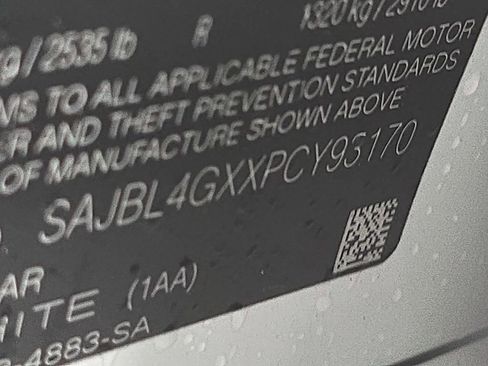 R 1320 kg / 2910 lb
/ 2535 lb
TO ALL APPLICABLE FEDERAL MOTOR
AND THEFT PREVENTION STANDARDS
OF MANUFACTURE SHOWN ABOVE
SAJBL4GXXPCY93170
AR
ITE (1AA)
-4883-SA